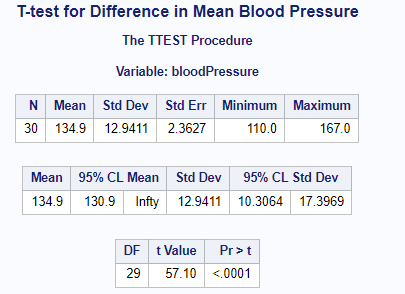 T-test for Difference in Mean Blood Pressure
The TTEST Procedure
Variable: bloodPressure
N Mean Std Dev Std Err Minimum Maximum
30 134.9 12.9411 2.3627 110.0 167.0
Mean 95% CL Mean Std Dev 95% CL Std Dev
134.9 130.9 Infty 12.9411 10.3064 17.3969
DF t Value Pr > t
29 57.10 <.0001